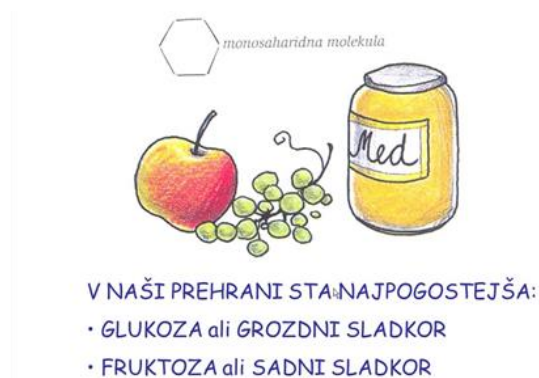 monosaharidna molekula
Med
V NAŠI PREHRANI STA NAJPOGOSTEJŠA:
• GLUKOZA ali GROZDNI SLADKOR
• FRUKTOZA ali SADNI SLADKOR